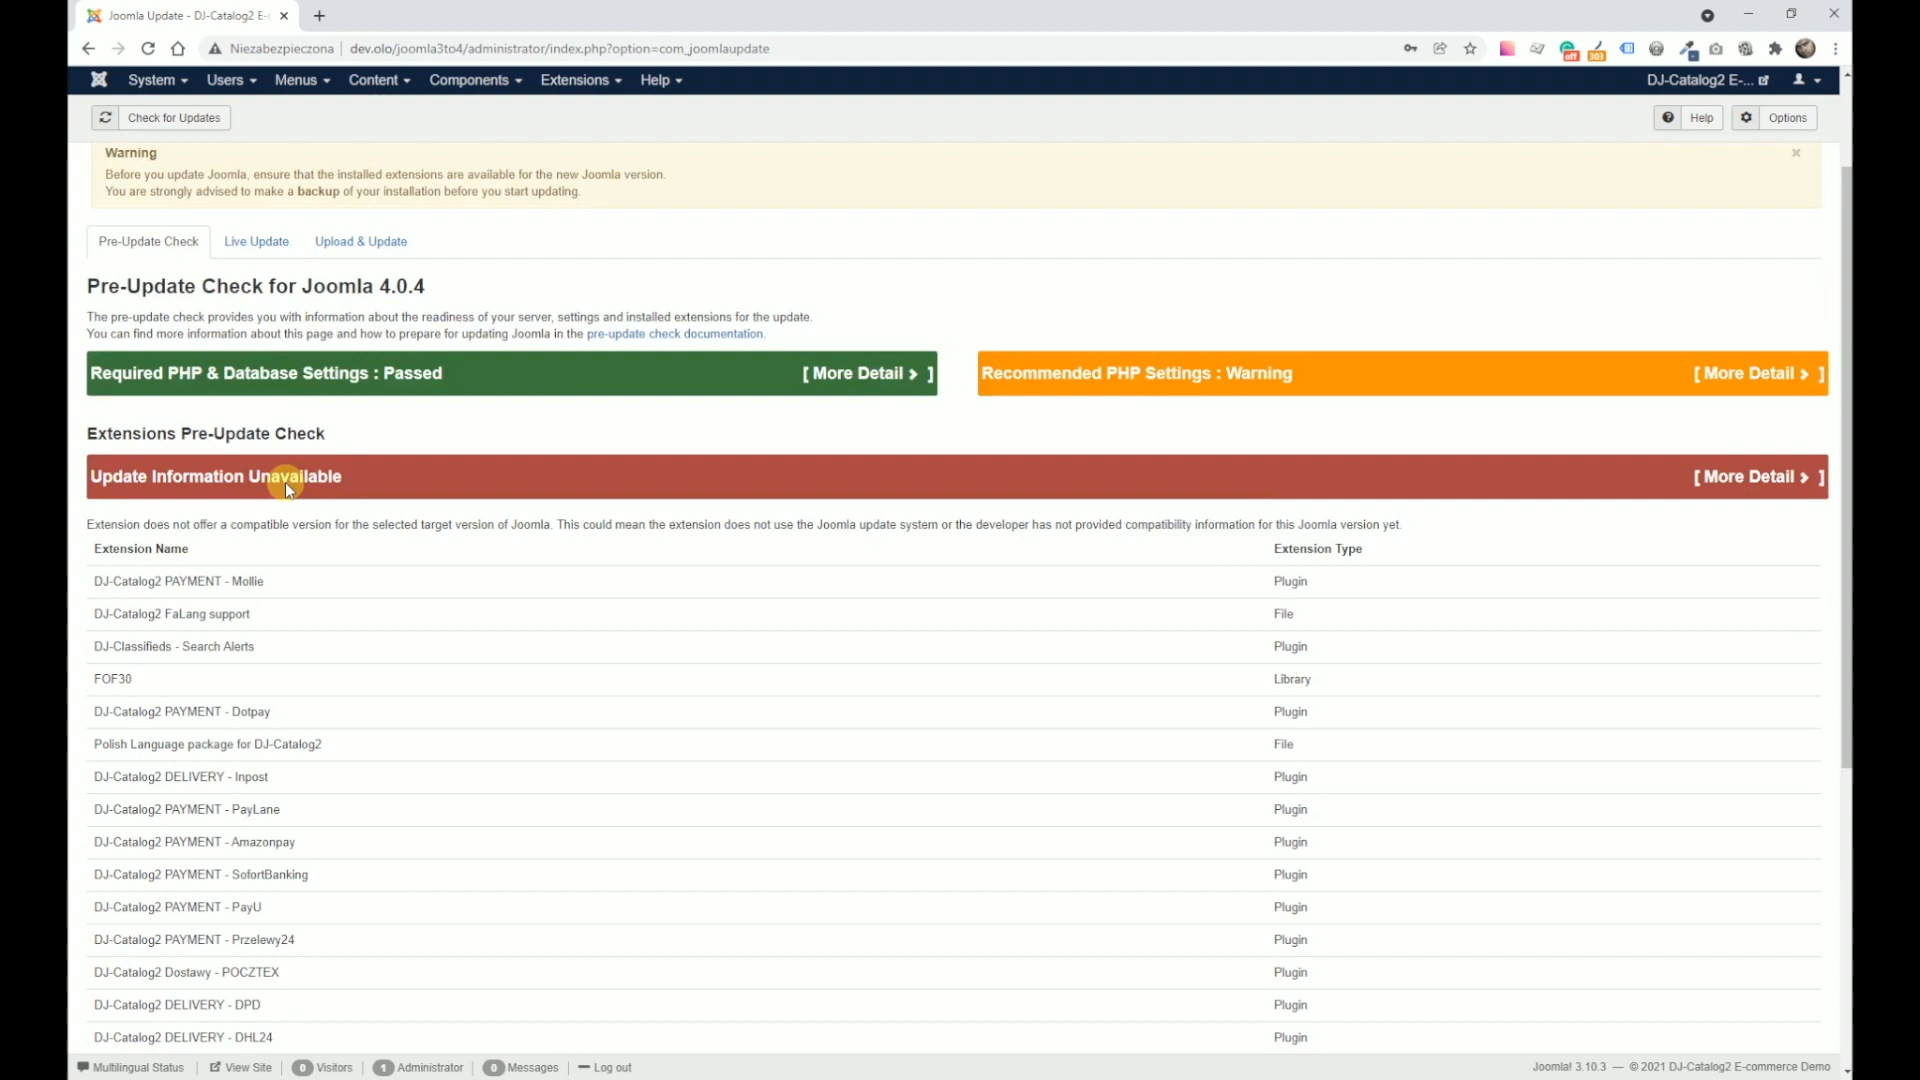 Joomla Update - DJ-Catalog2 E-c
Niezabezpieczona | dev.olo/joomla3to4/administrator/index.php?option=com_joomlaupdate
off
303
System Users Menus Content Components Extensions Help
DJ-Catalog2 E-...
Check for Updates
Help
Options
Warning
Before you update Joomla, ensure that the installed extensions are available for the new Joomla version.
You are strongly advised to make a backup of your installation before you start updating.
Pre-Update Check Live Update Upload & Update
Pre-Update Check for Joomla 4.0.4
The pre-update check provides you with information about the readiness of your server, settings and installed extensions for the update.
You can find more information about this page and how to prepare for updating Joomla in the pre-update check documentation.
Required PHP & Database Settings : Passed [ More Detail > ]
Recommended PHP Settings : Warning [ More Detail > ]
Extensions Pre-Update Check
Update Information Unavailable [ More Detail > ]
Extension does not offer a compatible version for the selected target version of Joomla. This could mean the extension does not use the Joomla update system or the developer has not provided compatibility information for this Joomla version yet.
Extension Name Extension Type
DJ-Catalog2 PAYMENT - Mollie Plugin
DJ-Catalog2 FaLang support File
DJ-Classifieds - Search Alerts Plugin
FOF30 Library
DJ-Catalog2 PAYMENT - Dotpay Plugin
Polish Language package for DJ-Catalog2 File
DJ-Catalog2 DELIVERY - Inpost Plugin
DJ-Catalog2 PAYMENT - PayLane Plugin
DJ-Catalog2 PAYMENT - Amazonpay Plugin
DJ-Catalog2 PAYMENT - SofortBanking Plugin
DJ-Catalog2 PAYMENT - PayU Plugin
DJ-Catalog2 PAYMENT - Przelewy24 Plugin
DJ-Catalog2 Dostawy - POCZTEX Plugin
DJ-Catalog2 DELIVERY - DPD Plugin
DJ-Catalog2 DELIVERY - DHL24 Plugin
Multilingual Status | View Site | 0 Visitors | 1 Administrator | 0 Messages | Log out
Joomla! 3.10.3 — © 2021 DJ-Catalog2 E-commerce Demo